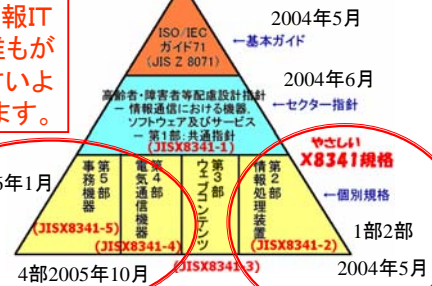 報IT
誰もが
すいよ
ます。
ISO/IEC
ガイド71
(JIS Z 8071)
2004年5月
←基本ガイド
高齢者・障害者等配慮設計指針
－ 情報通信における機器,
ソフトウェア及びサービス
－ 第1部:共通指針
(JISX8341-1)
2004年6月
←セクター指針
やさしい
X8341規格
←個別規格
第5部
事務機器
(JISX8341-5)
第4部
電気通信機器
(JISX8341-4)
第3部
ウェブコンテンツ
(JISX8341-3)
第2部
情報処理装置
(JISX8341-2)
年1月
4部2005年10月
1部2部
2004年5月